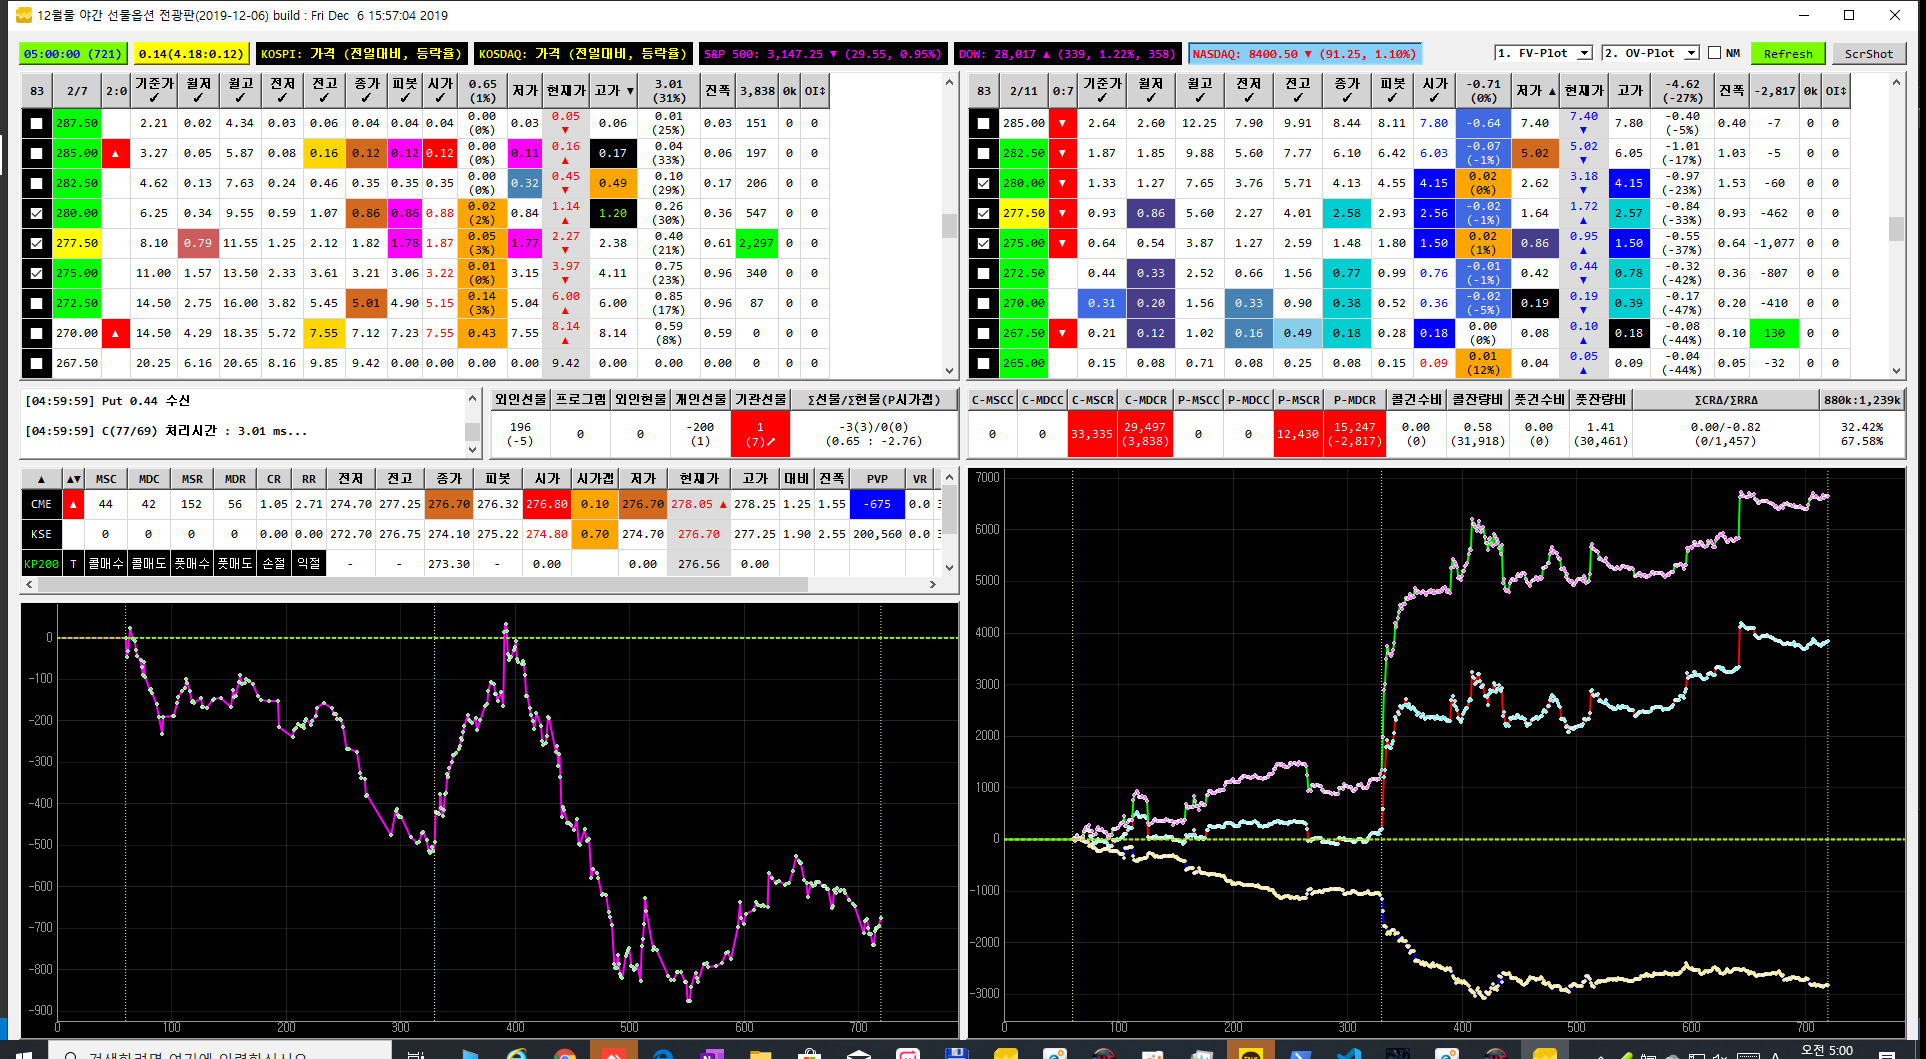 12월물 야간 선물옵션 전광판(2019-12-06) build : Fri Dec  6 15:57:04 2019
05:00:00 (721) 0.14(4.18:0.12) KOSPI: 가격 (전일대비, 등락율) KOSDAQ: 가격 (전일대비, 등락율) S&P 500: 3,147.25 ▼ (29.55, 0.95%) DOW: 28,017 ▲ (339, 1.22%, 358) NASDAQ: 8400.50 ▼ (91.25, 1.10%) 1. FV-Plot 2. OV-Plot NM Refresh ScrShot
83 2/7 2:0 기준가✓ 월저✓ 월고✓ 전저✓ 전고✓ 종가✓ 피봇✓ 시가✓ 0.65 (1%) 저가 현재가 고가 ▼ 3.01 (31%) 진폭 3,838 0k OI↕
287.50 2.21 0.02 4.34 0.03 0.06 0.04 0.04 0.04 0.00 (0%) 0.03 0.05 ▼ 0.06 0.01 (25%) 0.03 151 0 0
285.00 ▲ 3.27 0.05 5.87 0.08 0.16 0.12 0.12 0.12 0.00 (0%) 0.11 0.16 ▲ 0.17 0.04 (33%) 0.06 197 0 0
282.50 4.62 0.13 7.63 0.24 0.46 0.35 0.35 0.35 0.00 (0%) 0.32 0.45 ▼ 0.49 0.10 (29%) 0.17 206 0 0
280.00 6.25 0.34 9.55 0.59 1.07 0.86 0.86 0.88 0.02 (2%) 0.84 1.14 ▲ 1.20 0.26 (30%) 0.36 547 0 0
277.50 8.10 0.79 11.55 1.25 2.12 1.82 1.78 1.87 0.05 (3%) 1.77 2.27 ▼ 2.38 0.40 (21%) 0.61 2,297 0 0
275.00 11.00 1.57 13.50 2.33 3.61 3.21 3.06 3.22 0.01 (0%) 3.15 3.97 ▼ 4.11 0.75 (23%) 0.96 340 0 0
272.50 14.50 2.75 16.00 3.82 5.45 5.01 4.90 5.15 0.14 (3%) 5.04 6.00 ▲ 6.00 0.85 (17%) 0.96 87 0 0
270.00 ▲ 14.50 4.29 18.35 5.72 7.55 7.12 7.23 7.55 0.43 7.55 8.14 ▲ 8.14 0.59 (8%) 0.59 0 0 0
267.50 20.25 6.16 20.65 8.16 9.85 9.42 0.00 0.00 0.00 0.00 9.42 0.00 0.00 0.00 0 0 0
83 2/11 0:7 기준가✓ 월저✓ 월고✓ 전저✓ 전고✓ 종가✓ 피봇✓ 시가✓ -0.71 (0%) 저가 ▲ 현재가 고가 -4.62 (-27%) 진폭 -2,817 0k OI↕
285.00 ▼ 2.64 2.60 12.25 7.90 9.91 8.44 8.11 7.80 -0.64 7.40 7.40 ▼ 7.80 -0.40 (-5%) 0.40 -7 0 0
282.50 ▼ 1.87 1.85 9.88 5.60 7.77 6.10 6.42 6.03 -0.07 (-1%) 5.02 5.02 ▼ 6.05 -1.01 (-17%) 1.03 -5 0 0
280.00 ▼ 1.33 1.27 7.65 3.76 5.71 4.13 4.55 4.15 0.02 (0%) 2.62 3.18 ▼ 4.15 -0.97 (-23%) 1.53 -60 0 0
277.50 ▼ 0.93 0.86 5.60 2.27 4.01 2.58 2.93 2.56 -0.02 (-1%) 1.64 1.72 ▲ 2.57 -0.84 (-33%) 0.93 -462 0 0
275.00 ▼ 0.64 0.54 3.87 1.27 2.59 1.48 1.80 1.50 0.02 (1%) 0.86 0.95 ▲ 1.50 -0.55 (-37%) 0.64 -1,077 0 0
272.50 0.44 0.33 2.52 0.66 1.56 0.77 0.99 0.76 -0.01 (-1%) 0.42 0.44 ▼ 0.78 -0.32 (-42%) 0.36 -807 0 0
270.00 0.31 0.20 1.56 0.33 0.90 0.38 0.52 0.36 -0.02 (-5%) 0.19 0.19 ▼ 0.39 -0.17 (-47%) 0.20 -410 0 0
267.50 ▼ 0.21 0.12 1.02 0.16 0.49 0.18 0.28 0.18 0.00 (0%) 0.08 0.10 ▲ 0.18 -0.08 (-44%) 0.10 130 0 0
265.00 0.15 0.08 0.71 0.08 0.25 0.08 0.15 0.09 0.01 (12%) 0.04 0.05 ▲ 0.09 -0.04 (-44%) 0.05 -32 0 0
[04:59:59] Put 0.44 수신
[04:59:59] C(77/69) 처리시간 : 3.01 ms...
외인선물 프로그램 외인현물 개인선물 기관선물 Σ선물/Σ현물(P시가갭)
196 0 0 -200 1 -3(3)/0(0)
(-5) (1) (7)↗ (0.65 : -2.76)
C-MSCC C-MDCC C-MSCR C-MDCR P-MSCC P-MDCC P-MSCR P-MDCR 콜건수비 콜잔량비 풋건수비 풋잔량비 ΣCRΔ/ΣRRΔ 880k:1,239k
0 0 33,335 29,497 0 0 12,430 15,247 0.00 0.58 0.00 1.41 0.00/-0.82 32.42%
(3,838) (-2,817) (0) (31,918) (0) (30,461) (0/1,457) 67.58%
▲ ▲▼ MSC MDC MSR MDR CR RR 전저 전고 종가 피봇 시가 시가갭 저가 현재가 고가 대비 진폭 PVP VR
CME ▲ 44 42 152 56 1.05 2.71 274.70 277.25 276.70 276.32 276.80 0.10 276.70 278.05 ▲ 278.25 1.25 1.55 -675 0.0
KSE 0 0 0 0 0.00 0.00 272.70 276.75 274.10 275.22 274.80 0.70 274.70 276.70 277.25 1.90 2.55 200,560 0.0
KP200 T 콜매수 콜매도 풋매수 풋매도 손절 익절 - - 273.30 - 0.00 0.00 276.56 0.00
0
-100
-200
-300
-400
-500
-600
-700
-800
-900
0 100 200 300 400 500 600 700
7000
6000
5000
4000
3000
2000
1000
0
-1000
-2000
-3000
0 100 200 300 400 500 600 700
검색하려면 여기에 입력하십시오
오전 5:00